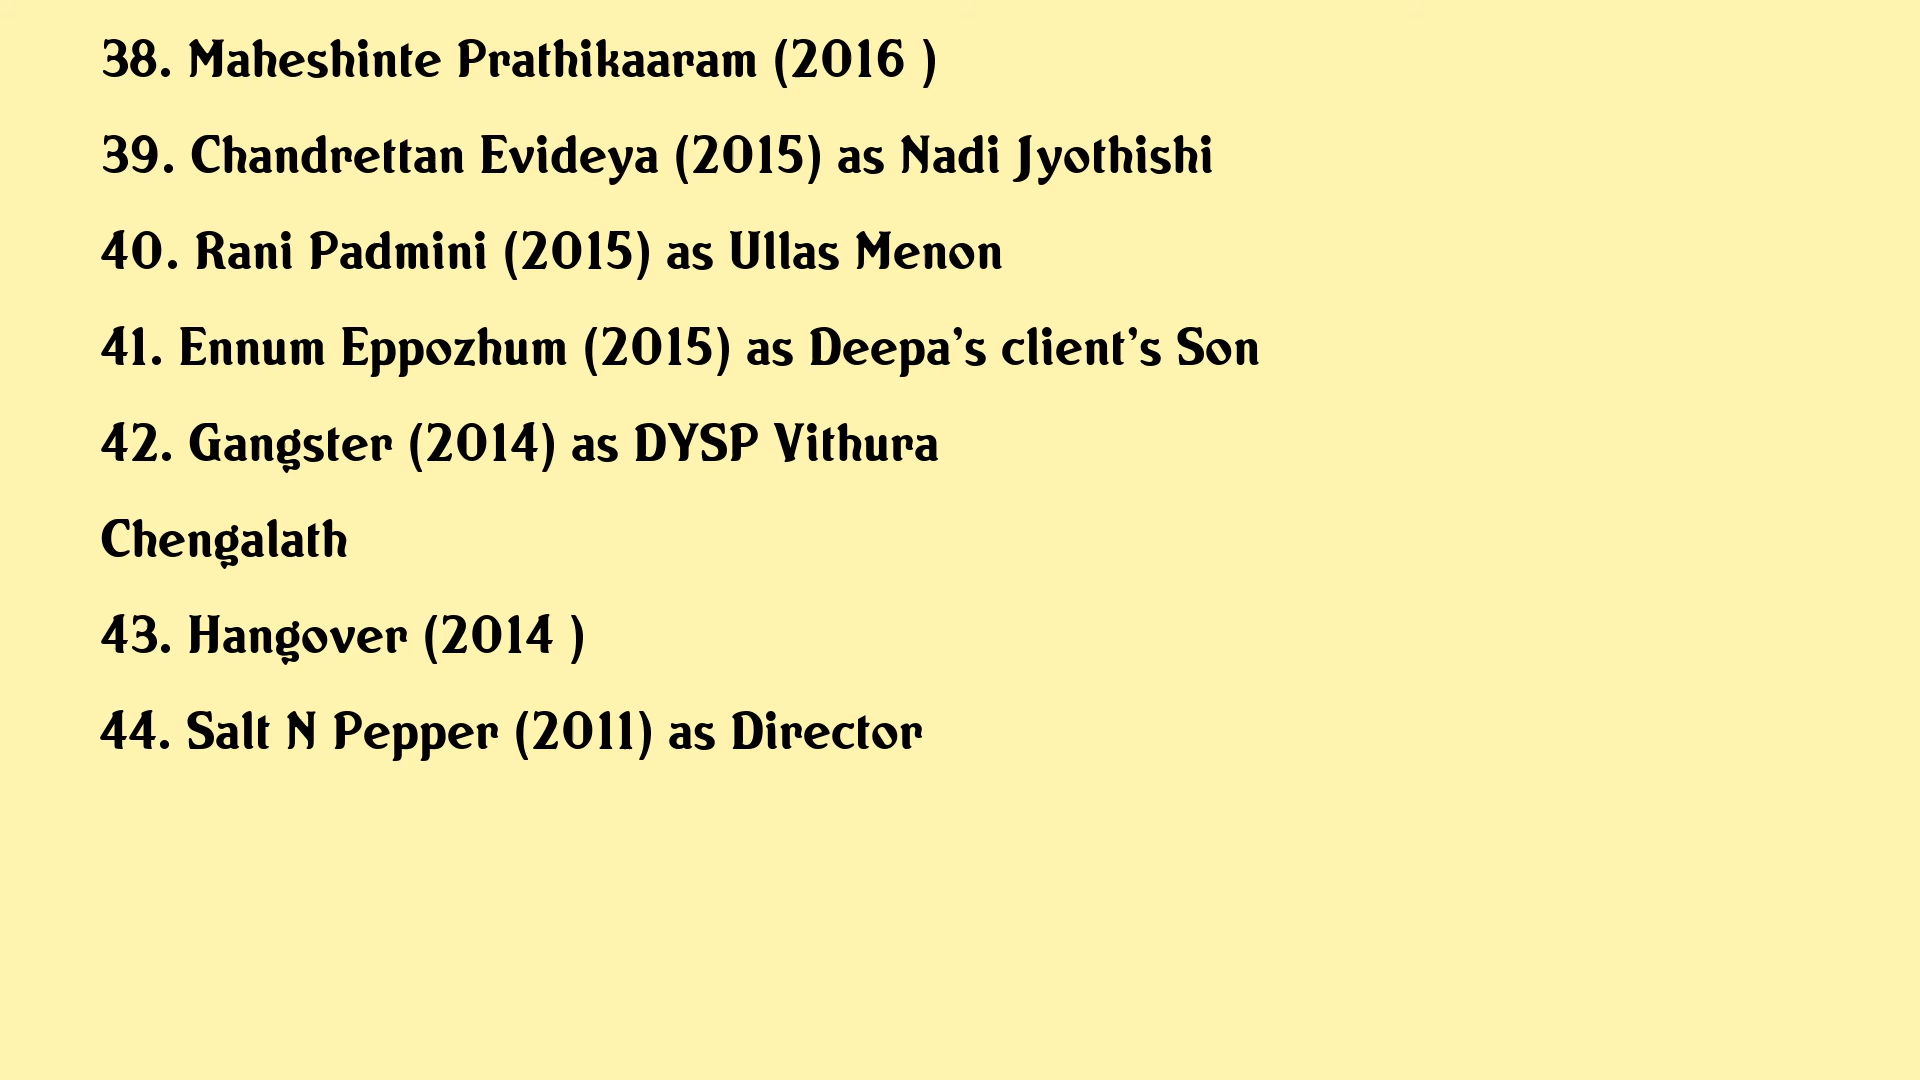 38. Maheshinte Prathikaaram (2016 )
39. Chandrettan Evideya (2015) as Nadi Jyothishi
40. Rani Padmini (2015) as Ullas Menon
41. Ennum Eppozhum (2015) as Deepa’s client’s Son
42. Gangster (2014) as DYSP Vithura
Chengalath
43. Hangover (2014 )
44. Salt N Pepper (2011) as Director